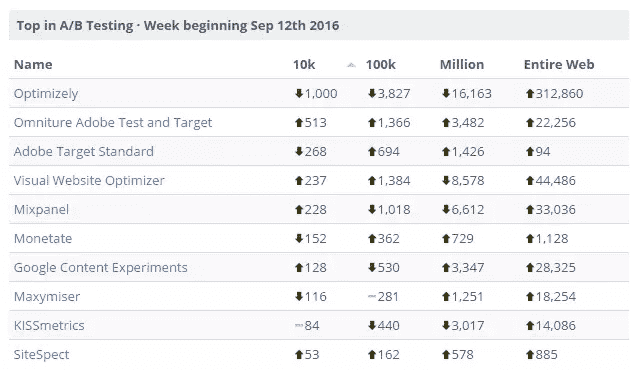 Top in A/B Testing · Week beginning Sep 12th 2016
Name 10k 100k Million Entire Web
Optimizely ⬇1,000 ⬇3,827 ⬇16,163 ⬆312,860
Omniture Adobe Test and Target ⬆513 ⬆1,366 ⬆3,482 ⬆22,256
Adobe Target Standard ⬇268 ⬆694 ⬆1,426 ⬆94
Visual Website Optimizer ⬆237 ⬆1,384 ⬇8,578 ⬆44,486
Mixpanel ⬆228 ⬇1,018 ⬇6,612 ⬆33,036
Monetate ⬇152 ⬆362 ⬆729 ⬆1,128
Google Content Experiments ⬆128 ⬇530 ⬆3,347 ⬆28,325
Maxymiser ⬇116 ━281 ⬆1,251 ⬆18,254
KISSmetrics ━84 ⬇440 ⬇3,017 ⬆14,086
SiteSpect ⬆53 ⬆162 ⬆578 ⬆885